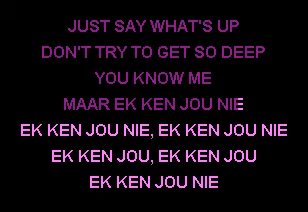 JUST SAY WHAT'S UP
DON'T TRY TO GET SO DEEP
YOU KNOW ME
MAAR EK KEN JOU NIE
EK KEN JOU NIE, EK KEN JOU NIE
EK KEN JOU, EK KEN JOU
EK KEN JOU NIE